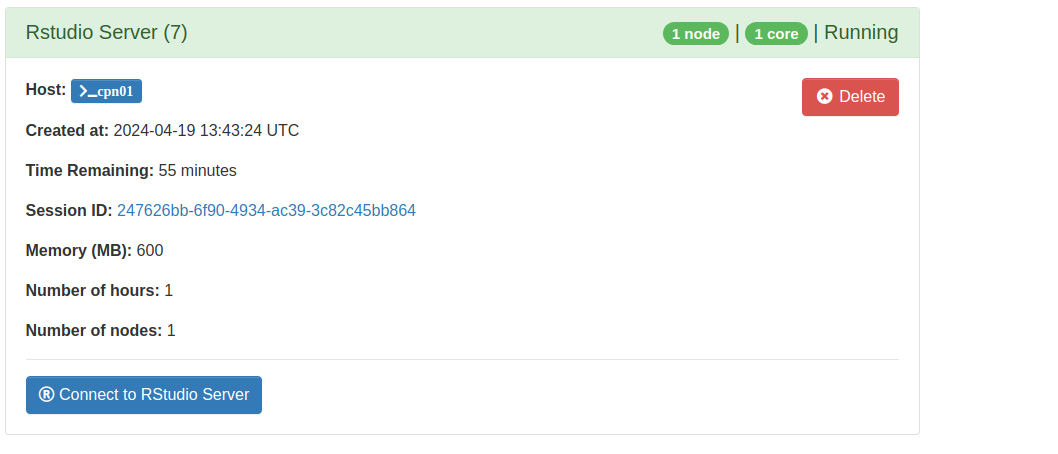 Rstudio Server (7) 1 node | 1 core | Running
Host: >_cpn01 Delete
Created at: 2024-04-19 13:43:24 UTC
Time Remaining: 55 minutes
Session ID: 247626bb-6f90-4934-ac39-3c82c45bb864
Memory (MB): 600
Number of hours: 1
Number of nodes: 1
® Connect to RStudio Server